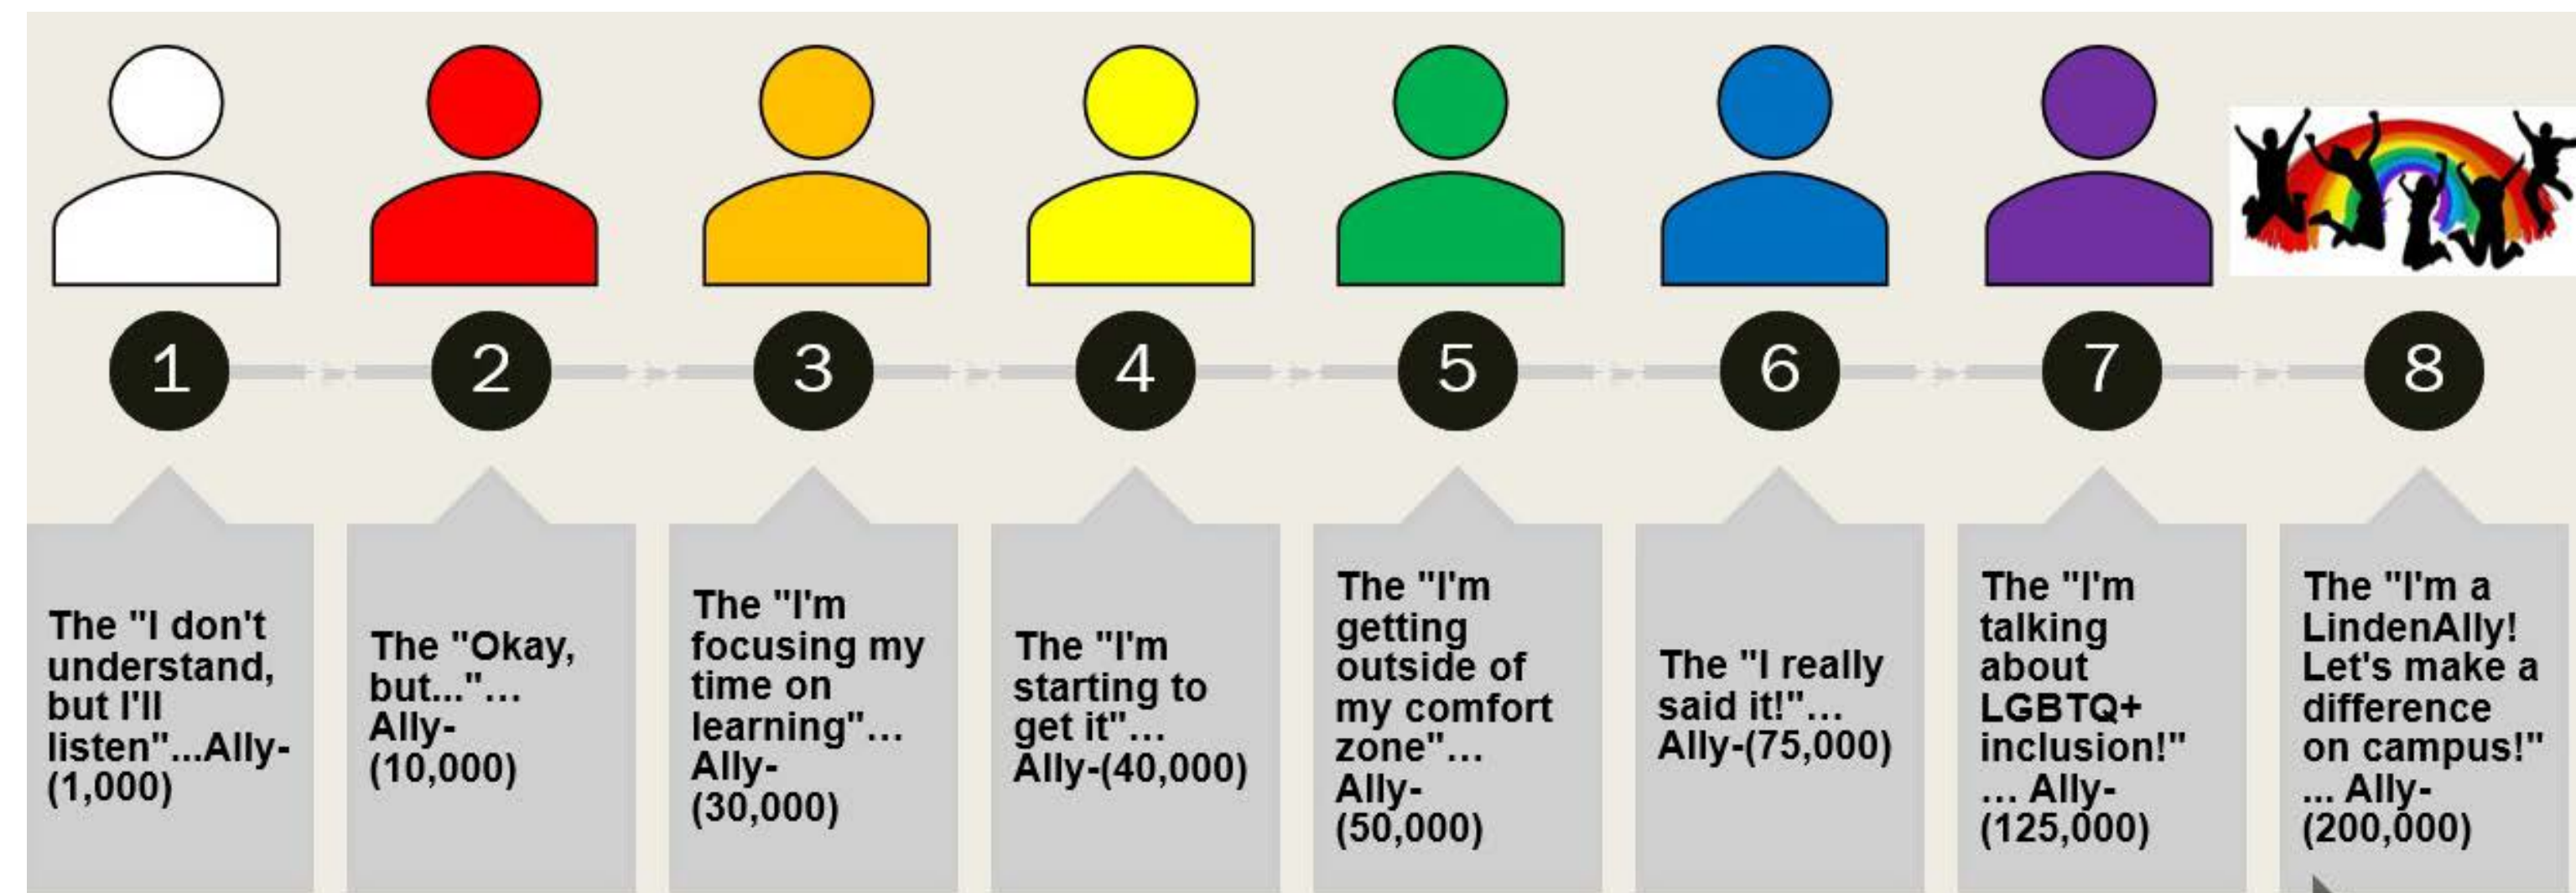 1
2
3
4
5
6
7
8
The "I don't
understand,
but I'll
listen"...Ally-
(1,000)
The "Okay,
but..."...
Ally-
(10,000)
The "I'm
focusing my
time on
learning"...
Ally-
(30,000)
The "I'm
starting to
get it"...
Ally-(40,000)
The "I'm
getting
outside of
my comfort
zone"...
Ally-
(50,000)
The "I really
said it!"...
Ally-(75,000)
The "I'm
talking
about
LGBTQ+
inclusion!"
... Ally-
(125,000)
The "I'm a
LindenAlly!
Let's make a
difference
on campus!"
... Ally-
(200,000)